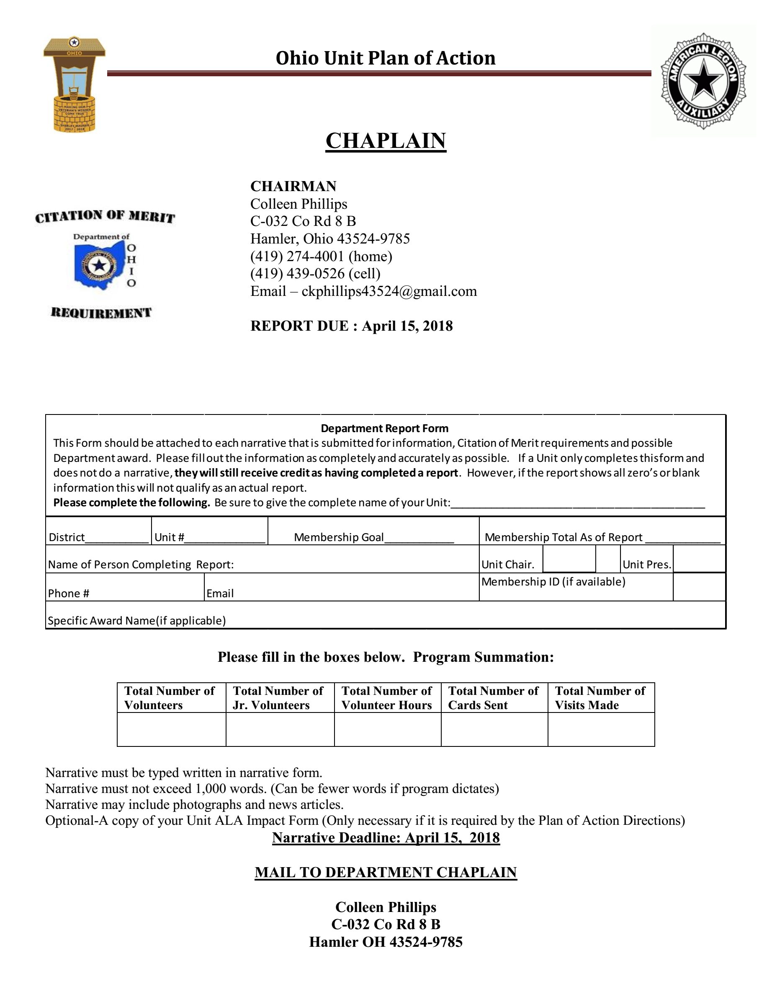 OHIO
MAKING OUR
VETERAN'S WISHES
COME TRUE
SHIRLEY MAURER
2017 - 2018
Ohio Unit Plan of Action
AMERICAN LEGION
AUXILIARY
CHAPLAIN
CITATION OF MERIT
Department of
OHIO
AMERICAN LEGION
AUXILIARY
REQUIREMENT
CHAIRMAN
Colleen Phillips
C-032 Co Rd 8 B
Hamler, Ohio 43524-9785
(419) 274-4001 (home)
(419) 439-0526 (cell)
Email – ckphillips43524@gmail.com
REPORT DUE : April 15, 2018
Department Report Form
This Form should be attached to each narrative that is submitted for information, Citation of Merit requirements and possible
Department award. Please fill out the information as completely and accurately as possible. If a Unit only completes this form and
does not do a narrative, they will still receive credit as having completed a report. However, if the report shows all zero's or blank
information this will not qualify as an actual report.
Please complete the following. Be sure to give the complete name of your Unit:____________________
District__________ Unit #__________ Membership Goal__________ Membership Total As of Report __________
Name of Person Completing Report: Unit Chair. Unit Pres.
Phone # Email Membership ID (if available)
Specific Award Name(if applicable)
Please fill in the boxes below. Program Summation:
Total Number of Volunteers
Total Number of Jr. Volunteers
Total Number of Volunteer Hours
Total Number of Cards Sent
Total Number of Visits Made
Narrative must be typed written in narrative form.
Narrative must not exceed 1,000 words. (Can be fewer words if program dictates)
Narrative may include photographs and news articles.
Optional-A copy of your Unit ALA Impact Form (Only necessary if it is required by the Plan of Action Directions)
Narrative Deadline: April 15, 2018
MAIL TO DEPARTMENT CHAPLAIN
Colleen Phillips
C-032 Co Rd 8 B
Hamler OH 43524-9785